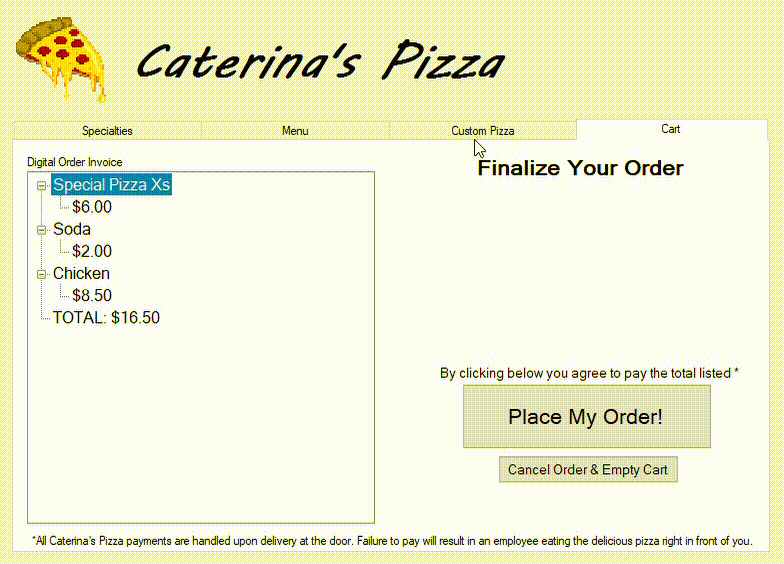 Caterina's Pizza
Specialties
Menu
Custom Pizza
Cart
Digital Order Invoice
Special Pizza Xs
$6.00
Soda
$2.00
Chicken
$8.50
TOTAL: $16.50
Finalize Your Order
By clicking below you agree to pay the total listed *
Place My Order!
Cancel Order & Empty Cart
*All Caterina's Pizza payments are handled upon delivery at the door. Failure to pay will result in an employee eating the delicious pizza right in front of you.